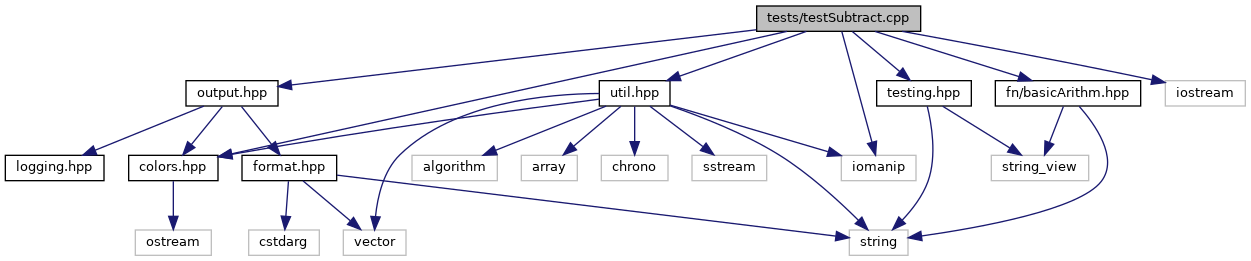 tests/testSubtract.cpp
output.hpp
util.hpp
testing.hpp
fn/basicArithm.hpp
iostream
logging.hpp
colors.hpp
format.hpp
algorithm
array
chrono
sstream
iomanip
string_view
ostream
cstdarg
vector
string